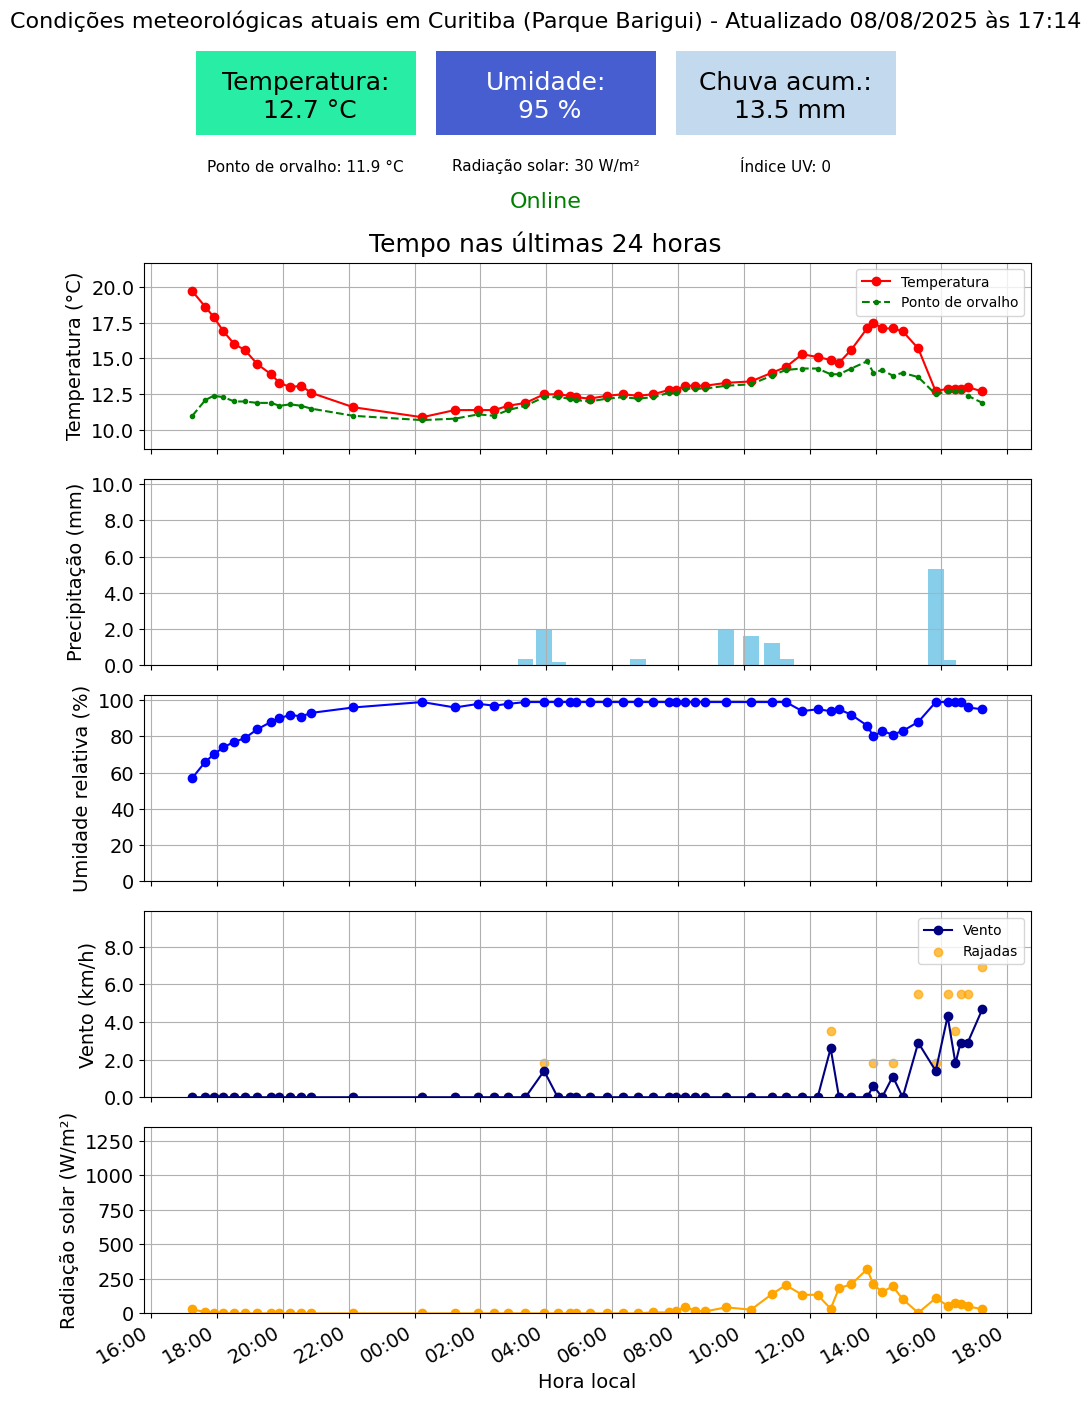 Condições meteorológicas atuais em Curitiba (Parque Barigui) - Atualizado 08/08/2025 às 17:14
Temperatura:
12.7 °C
Umidade:
95 %
Chuva acum.:
13.5 mm
Ponto de orvalho: 11.9 °C
Radiação solar: 30 W/m²
Índice UV: 0
Online
Tempo nas últimas 24 horas
Temperatura (°C)
20.0
17.5
15.0
12.5
10.0
Temperatura
Ponto de orvalho
Precipitação (mm)
10.0
8.0
6.0
4.0
2.0
0.0
Umidade relativa (%)
100
80
60
40
20
0
Vento (km/h)
8.0
6.0
4.0
2.0
0.0
Vento
Rajadas
Radiação solar (W/m²)
1250
1000
750
500
250
0
16:00
18:00
20:00
22:00
00:00
02:00
04:00
06:00
08:00
10:00
12:00
14:00
16:00
18:00
Hora local